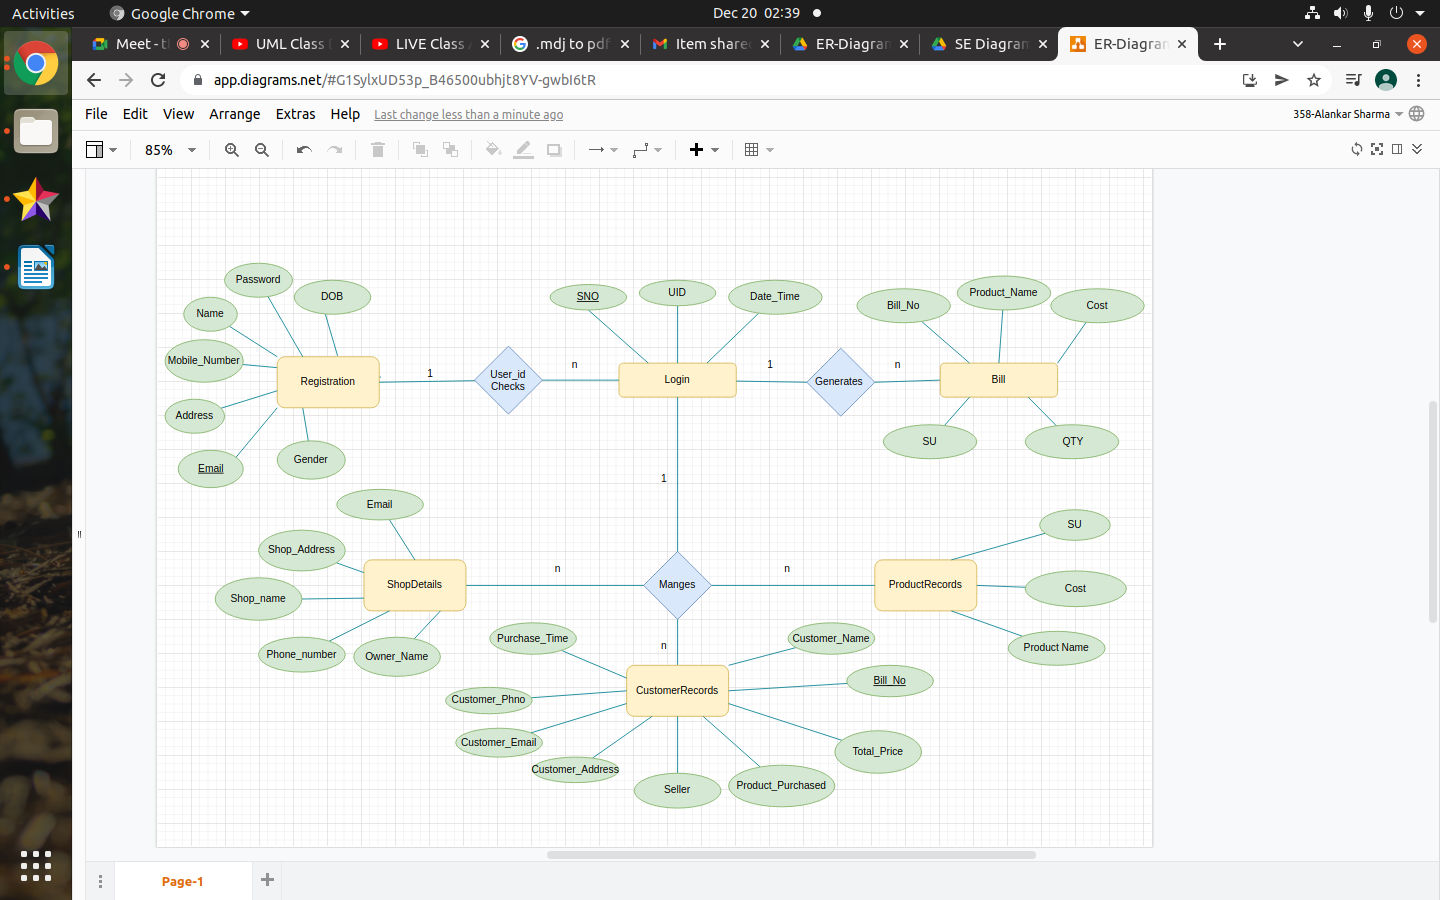 Activities
Google Chrome
Dec 20 02:39
Meet - t
UML Class
LIVE Class
.mdj to pdf
Item share
ER-Diagram
SE Diagram
ER-Diagram
app.diagrams.net/#G1SylxUD53p_B46500ubhjt8YV-gwbI6tR
File Edit View Arrange Extras Help Last change less than a minute ago
358-Alankar Sharma
85%
Password
DOB
Name
Mobile_Number
Address
Email
Gender
Registration
1
User_id
Checks
n
SNO
UID
Date_Time
Login
1
Generates
n
Bill_No
Product_Name
Cost
Bill
SU
QTY
1
Email
Shop_Address
Shop_name
Phone_number
Owner_Name
ShopDetails
n
Manges
n
ProductRecords
SU
Cost
Product Name
n
Purchase_Time
Customer_Name
Customer_Phno
CustomerRecords
Bill_No
Customer_Email
Customer_Address
Seller
Product_Purchased
Total_Price
Page-1